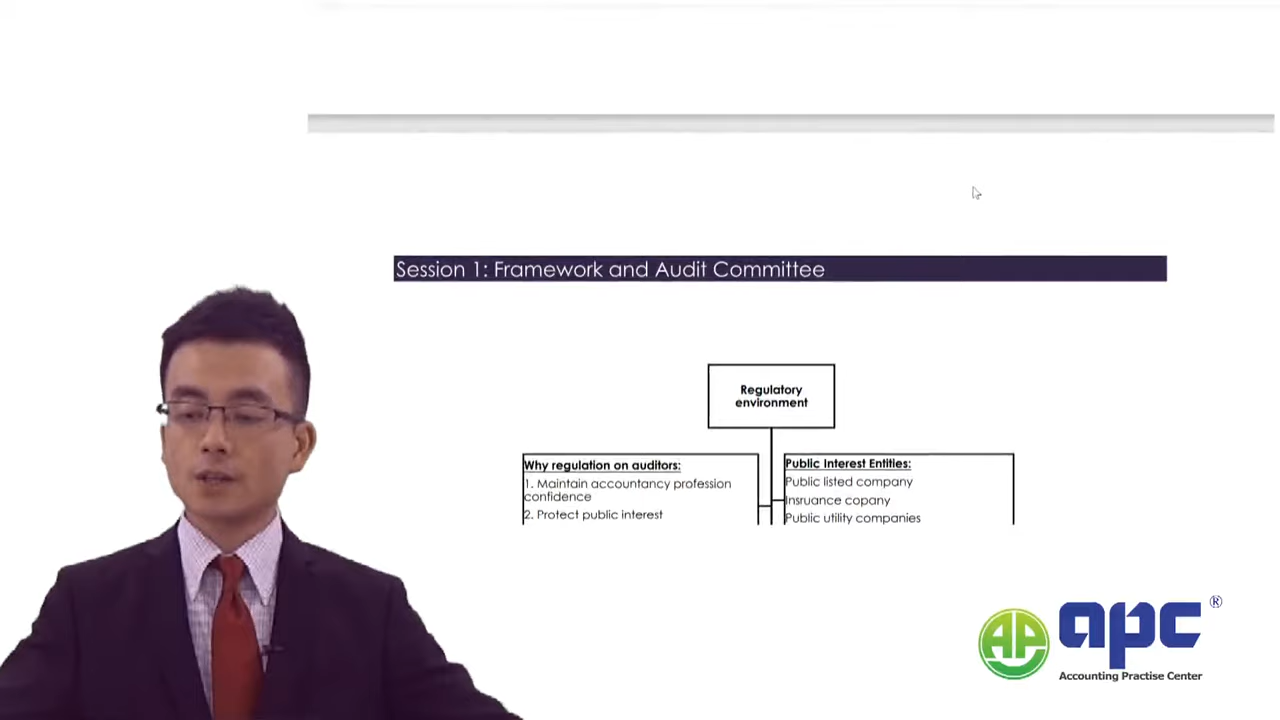 Session 1: Framework and Audit Committee
Regulatory
environment
Why regulation on auditors:
1. Maintain accountancy profession
confidence
2. Protect public interest
Public Interest Entities:
Public listed company
Insruance copany
Public utility companies
AP
apc ®
Accounting Practise Center